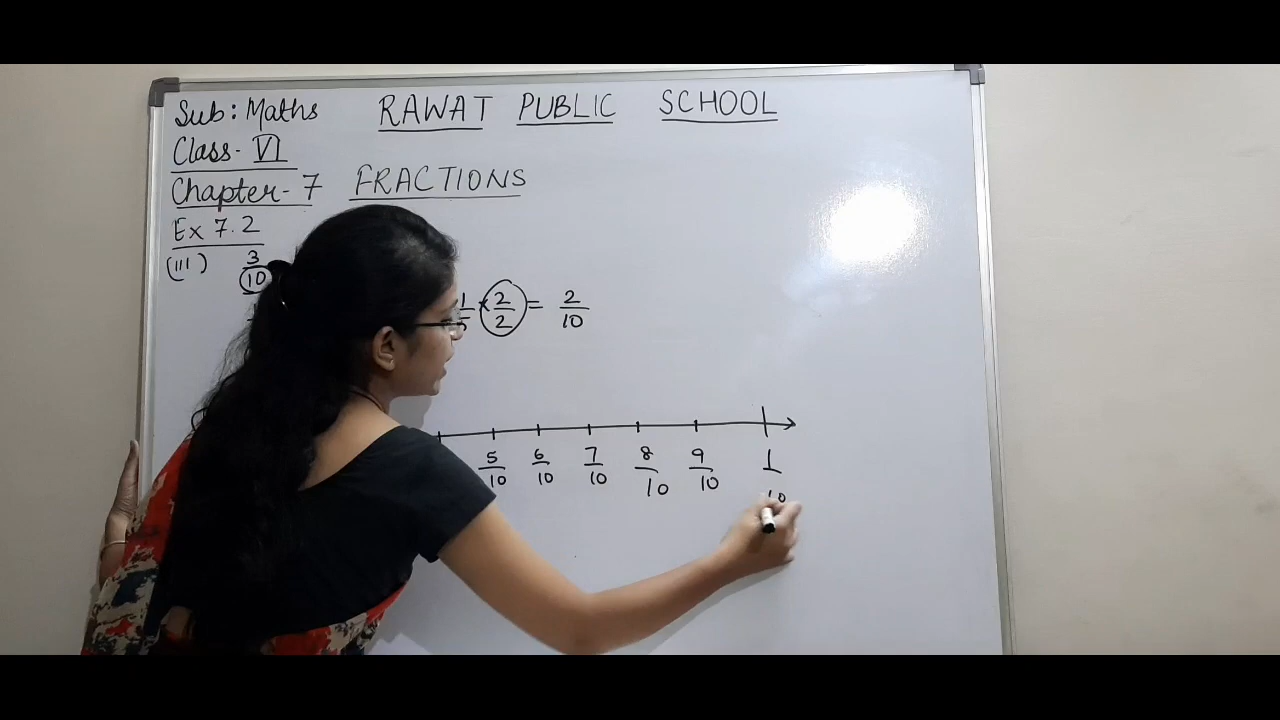 Sub: Maths RAWAT PUBLIC SCHOOL
Class- VI
Chapter- 7 FRACTIONS
Ex 7.2
(iii) 3/10
1/5 × 2/2 = 2/10
5/10 6/10 7/10 8/10 9/10 1
10